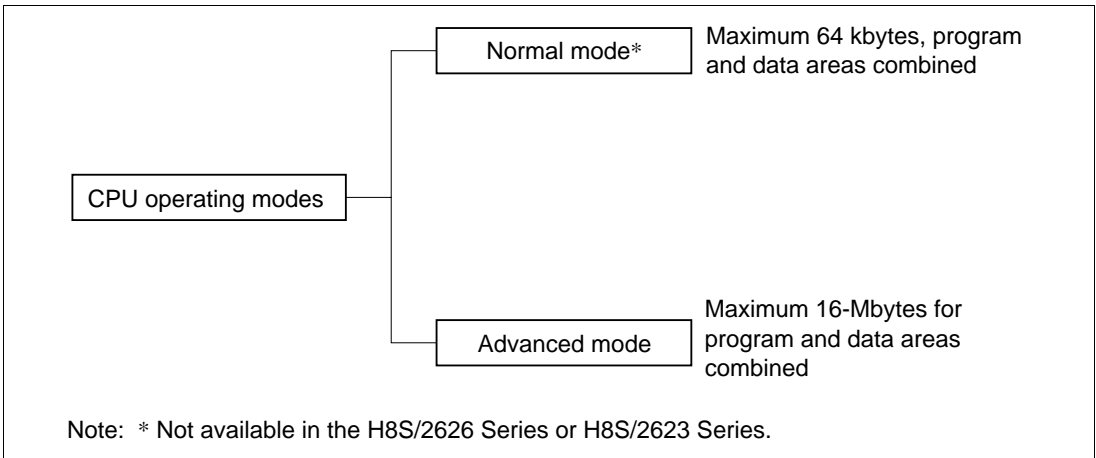 Normal mode*
Maximum 64 kbytes, program
and data areas combined
CPU operating modes
Advanced mode
Maximum 16-Mbytes for
program and data areas
combined
Note: * Not available in the H8S/2626 Series or H8S/2623 Series.